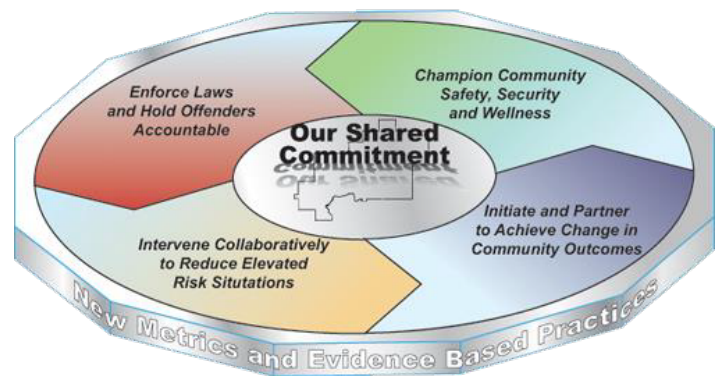 Enforce Laws
and Hold Offenders
Accountable
Champion Community
Safety, Security
and Wellness
Our Shared
Commitment
Initiate and Partner
to Achieve Change in
Community Outcomes
Intervene Collaboratively
to Reduce Elevated
Risk Situtations
New Metrics and Evidence Based Practices